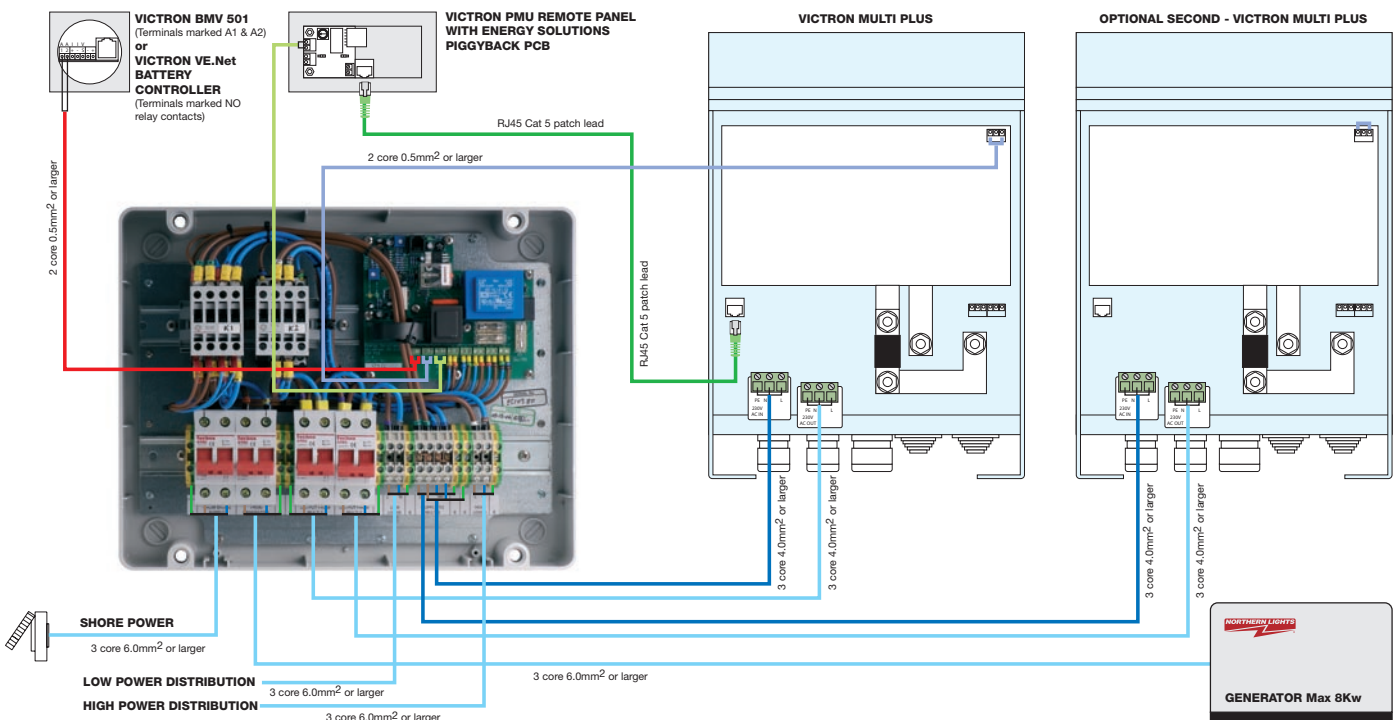 VICTRON BMV 501
(Terminals marked A1 & A2)
or
VICTRON VE.Net
BATTERY
CONTROLLER
(Terminals marked NO
relay contacts)
VICTRON PMU REMOTE PANEL
WITH ENERGY SOLUTIONS
PIGGYBACK PCB
VICTRON MULTI PLUS
OPTIONAL SECOND - VICTRON MULTI PLUS
RJ45 Cat 5 patch lead
2 core 0.5mm2 or larger
2 core 0.5mm2 or larger
RJ45 Cat 5 patch lead
K1
K2
PE N L
230V
AC IN
PE N L
230V
AC OUT
PE N L
230V
AC IN
PE N L
230V
AC OUT
3 core 4.0mm2 or larger
3 core 4.0mm2 or larger
3 core 4.0mm2 or larger
3 core 4.0mm2 or larger
SHORE POWER
3 core 6.0mm2 or larger
LOW POWER DISTRIBUTION
3 core 6.0mm2 or larger
HIGH POWER DISTRIBUTION
3 core 6.0mm2 or larger
3 core 6.0mm2 or larger
NORTHERN LIGHTS
GENERATOR Max 8Kw